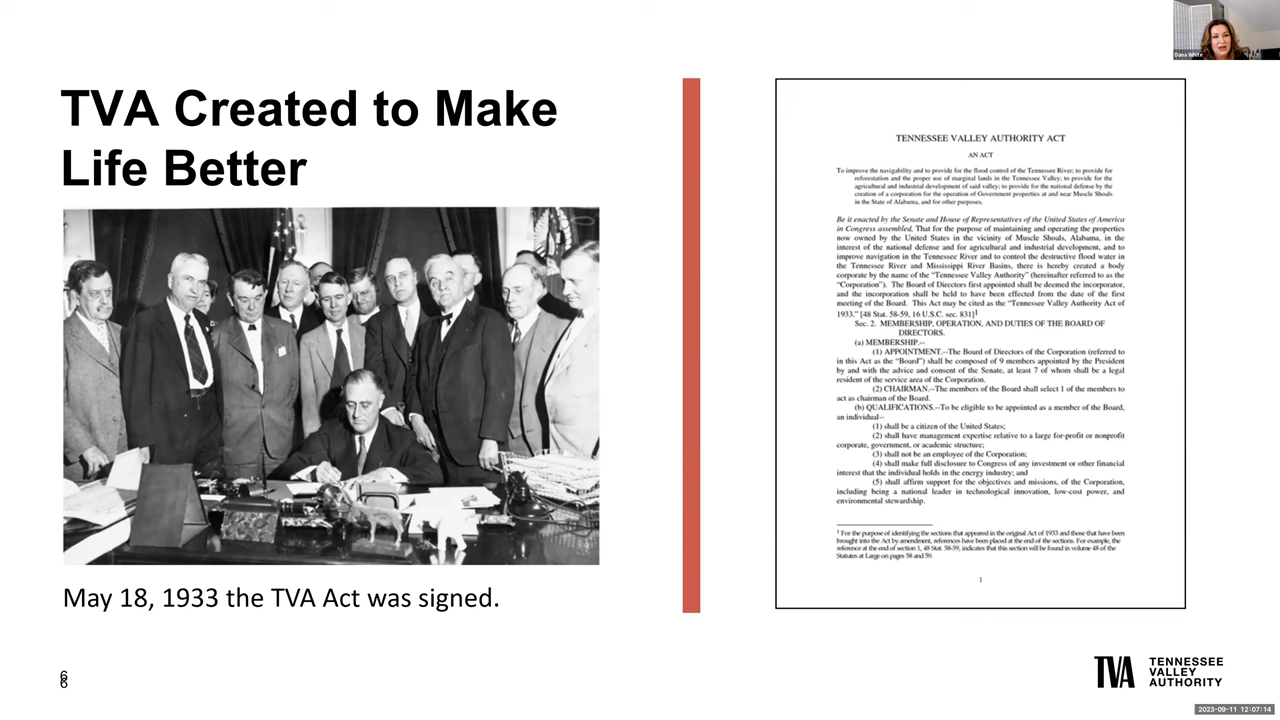 Dana White
TVA Created to Make
Life Better
May 18, 1933 the TVA Act was signed.
TENNESSEE VALLEY AUTHORITY ACT
AN ACT
To improve the navigability and to provide for the flood control of the Tennessee River; to provide for
reforestation and the proper use of marginal lands in the Tennessee Valley; to provide for the
agricultural and industrial development of said valley; to provide for the national defense by the
creation of a corporation for the operation of Government properties at and near Muscle Shoals
in the State of Alabama, and for other purposes.
Be it enacted by the Senate and House of Representatives of the United States of America
in Congress assembled, That for the purpose of maintaining and operating the properties
now owned by the United States in the vicinity of Muscle Shoals, Alabama, in the
interest of the national defense and for agricultural and industrial development, and to
improve navigation in the Tennessee River and to control the destructive flood water in
the Tennessee River and Mississippi River Basins, there is hereby created a body
corporate by the name of the “Tennessee Valley Authority” (hereinafter referred to as the
“Corporation”). The Board of Directors first appointed shall be deemed the incorporator,
and the incorporation shall be held to have been effected from the date of the first
meeting of the Board. This Act may be cited as the “Tennessee Valley Authority Act of
1933.” [48 Stat. 58-59, 16 U.S.C. sec. 831]1
Sec. 2. MEMBERSHIP, OPERATION, AND DUTIES OF THE BOARD OF
DIRECTORS.
(a) MEMBERSHIP.--
(1) APPOINTMENT.--The Board of Directors of the Corporation (referred to
in this Act as the “Board”) shall be composed of 9 members appointed by the President
by and with the advice and consent of the Senate, at least 7 of whom shall be a legal
resident of the service area of the Corporation.
(2) CHAIRMAN.--The members of the Board shall select 1 of the members to
act as chairman of the Board.
(b) QUALIFICATIONS.--To be eligible to be appointed as a member of the Board,
an individual--
(1) shall be a citizen of the United States;
(2) shall have management expertise relative to a large for-profit or nonprofit
corporate, government, or academic structure;
(3) shall not be an employee of the Corporation;
(4) shall make full disclosure to Congress of any investment or other financial
interest that the individual holds in the energy industry; and
(5) shall affirm support for the objectives and missions, of the Corporation,
including being a national leader in technological innovation, low-cost power, and
environmental stewardship.
1 For the purpose of identifying the sections that appeared in the original Act of 1933 and those that have been
brought into the Act by amendment, references have been placed at the end of the sections. For example, the
reference at the end of section 1, 48 Stat. 58-59, indicates that this section will be found in volume 48 of the
Statutes at Large on pages 58 and 59.
1
6
6
TVA TENNESSEE
VALLEY
AUTHORITY
2023-09-11 12:07:14